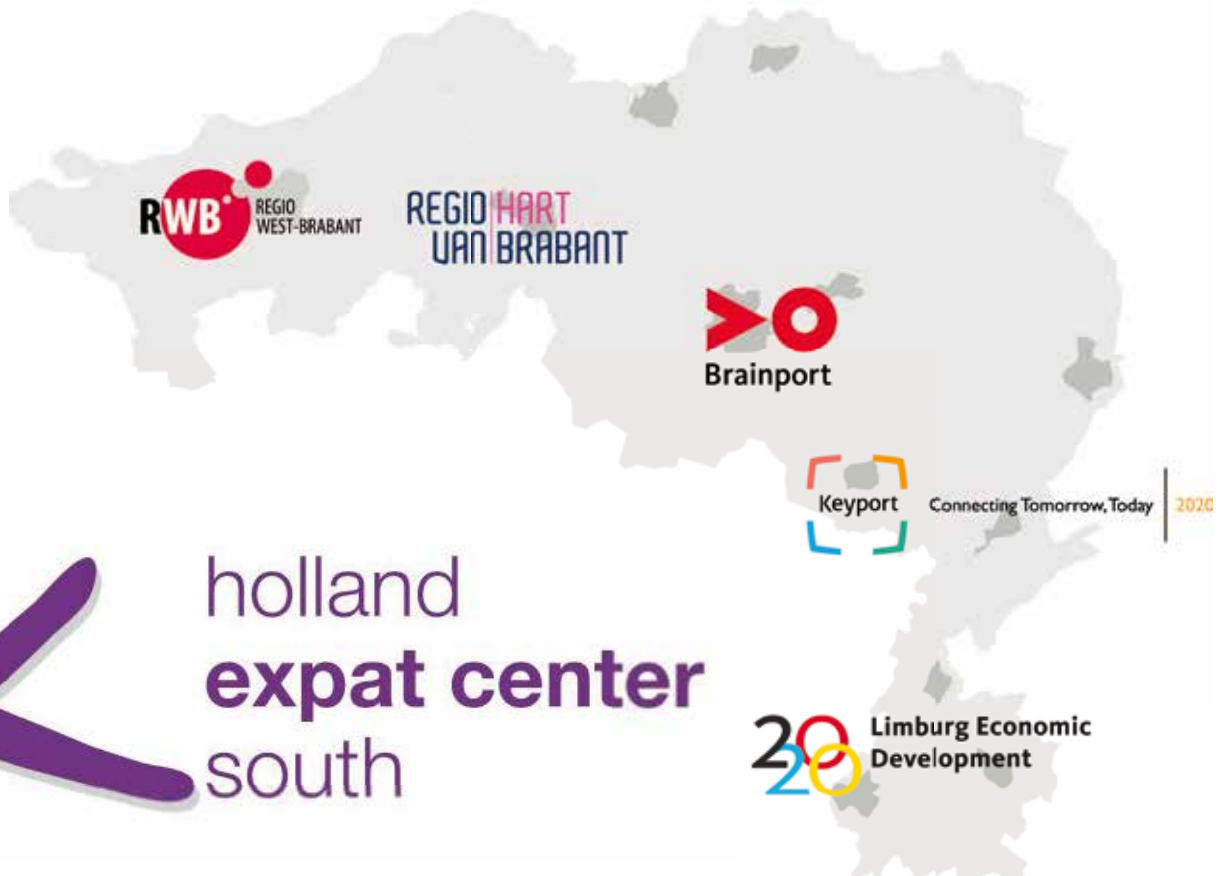 RWB
REGIO
WEST-BRABANT
REGIO HART
VAN BRABANT
Brainport
Keyport
Connecting Tomorrow, Today
2020
holland
expat center
south
20
20
Limburg Economic
Development